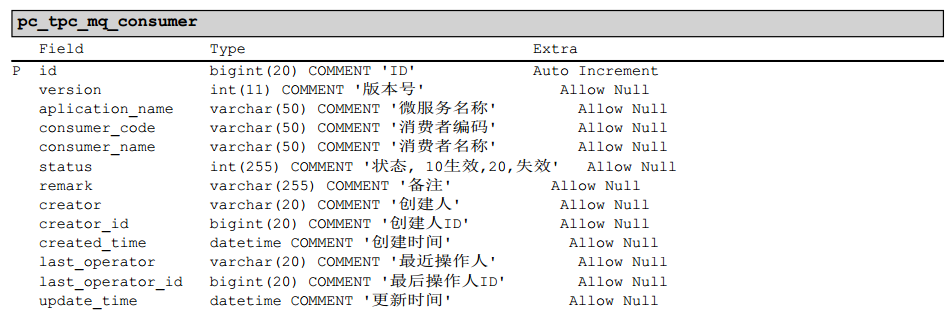 pc_tpc_mq_consumer
Field Type Extra
P id bigint(20) COMMENT 'ID' Auto Increment
version int(11) COMMENT '版本号' Allow Null
aplication_name varchar(50) COMMENT '微服务名称' Allow Null
consumer_code varchar(50) COMMENT '消费者编码' Allow Null
consumer_name varchar(50) COMMENT '消费者名称' Allow Null
status int(255) COMMENT '状态, 10生效,20,失效' Allow Null
remark varchar(255) COMMENT '备注' Allow Null
creator varchar(20) COMMENT '创建人' Allow Null
creator_id bigint(20) COMMENT '创建人ID' Allow Null
created_time datetime COMMENT '创建时间' Allow Null
last_operator varchar(20) COMMENT '最近操作人' Allow Null
last_operator_id bigint(20) COMMENT '最后操作人ID' Allow Null
update_time datetime COMMENT '更新时间' Allow Null